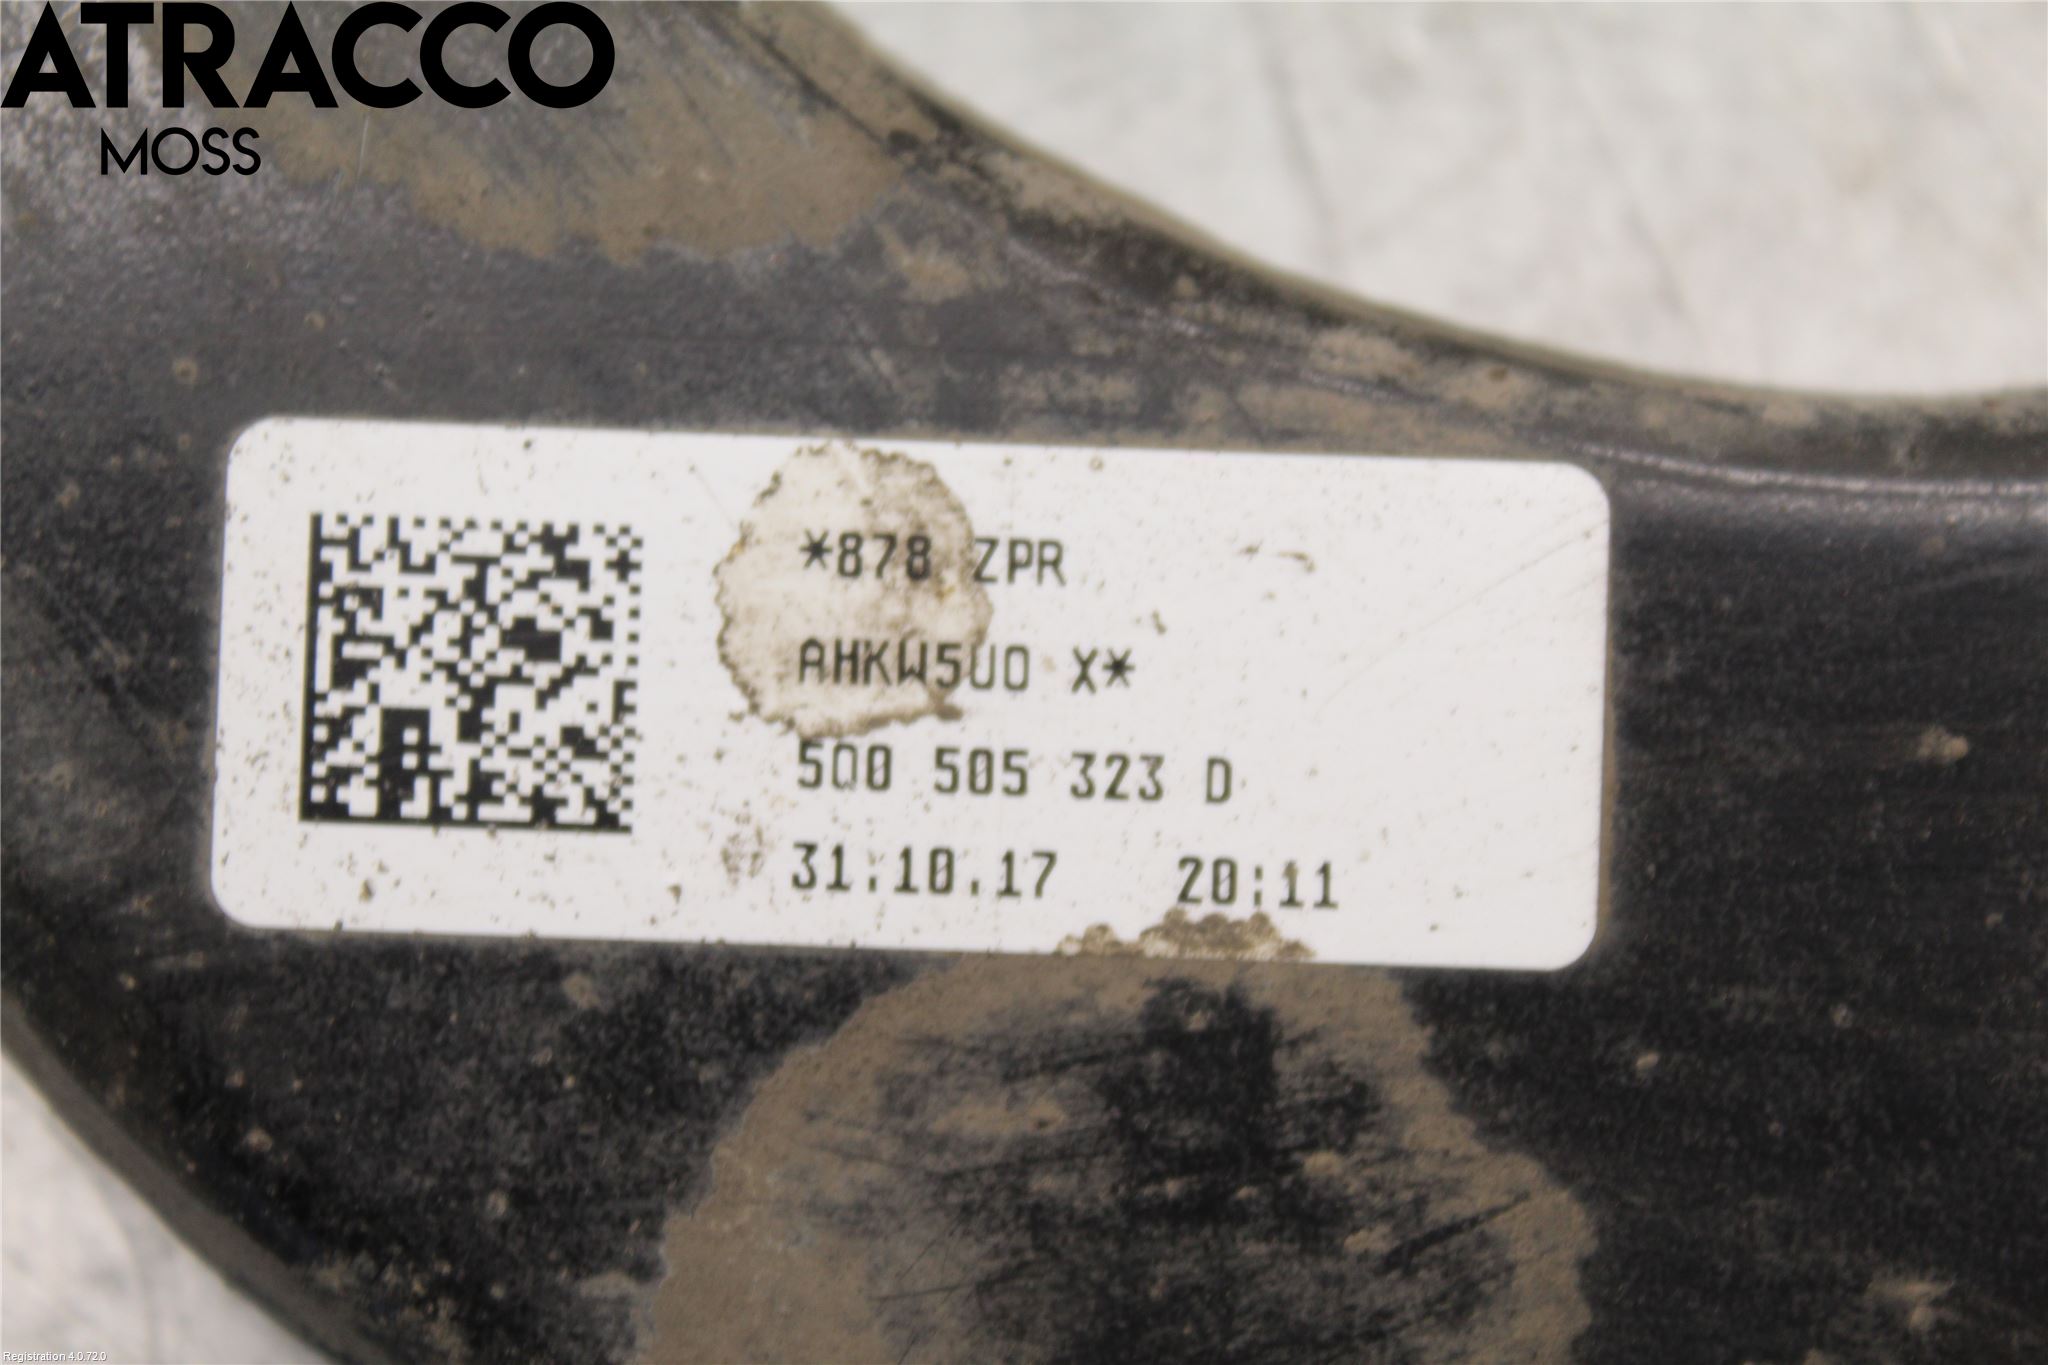 ATRACCO
MOSS
*878 ZPR
AHKW5U0 X*
5Q0 505 323 D
31.10.17 20:11
Registration 4.0.72.0